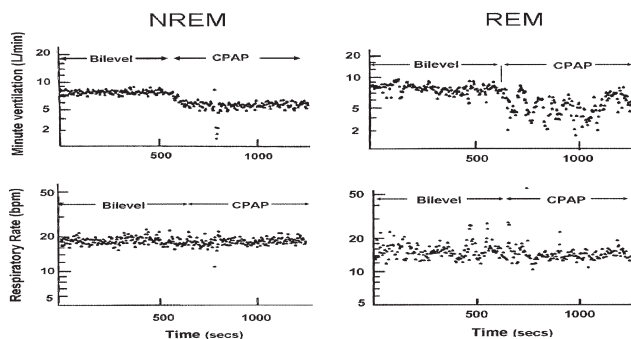 NREM REM
Minute ventilation (L/min)
20
10
5
2
Bilevel CPAP
500 1000
20
10
5
2
Bilevel CPAP
500 1000
Respiratory Rate (bpm)
50
20
10
5
Bilevel CPAP
500 1000
Time (secs)
50
20
10
5
Bilevel CPAP
500 1000
Time (secs)